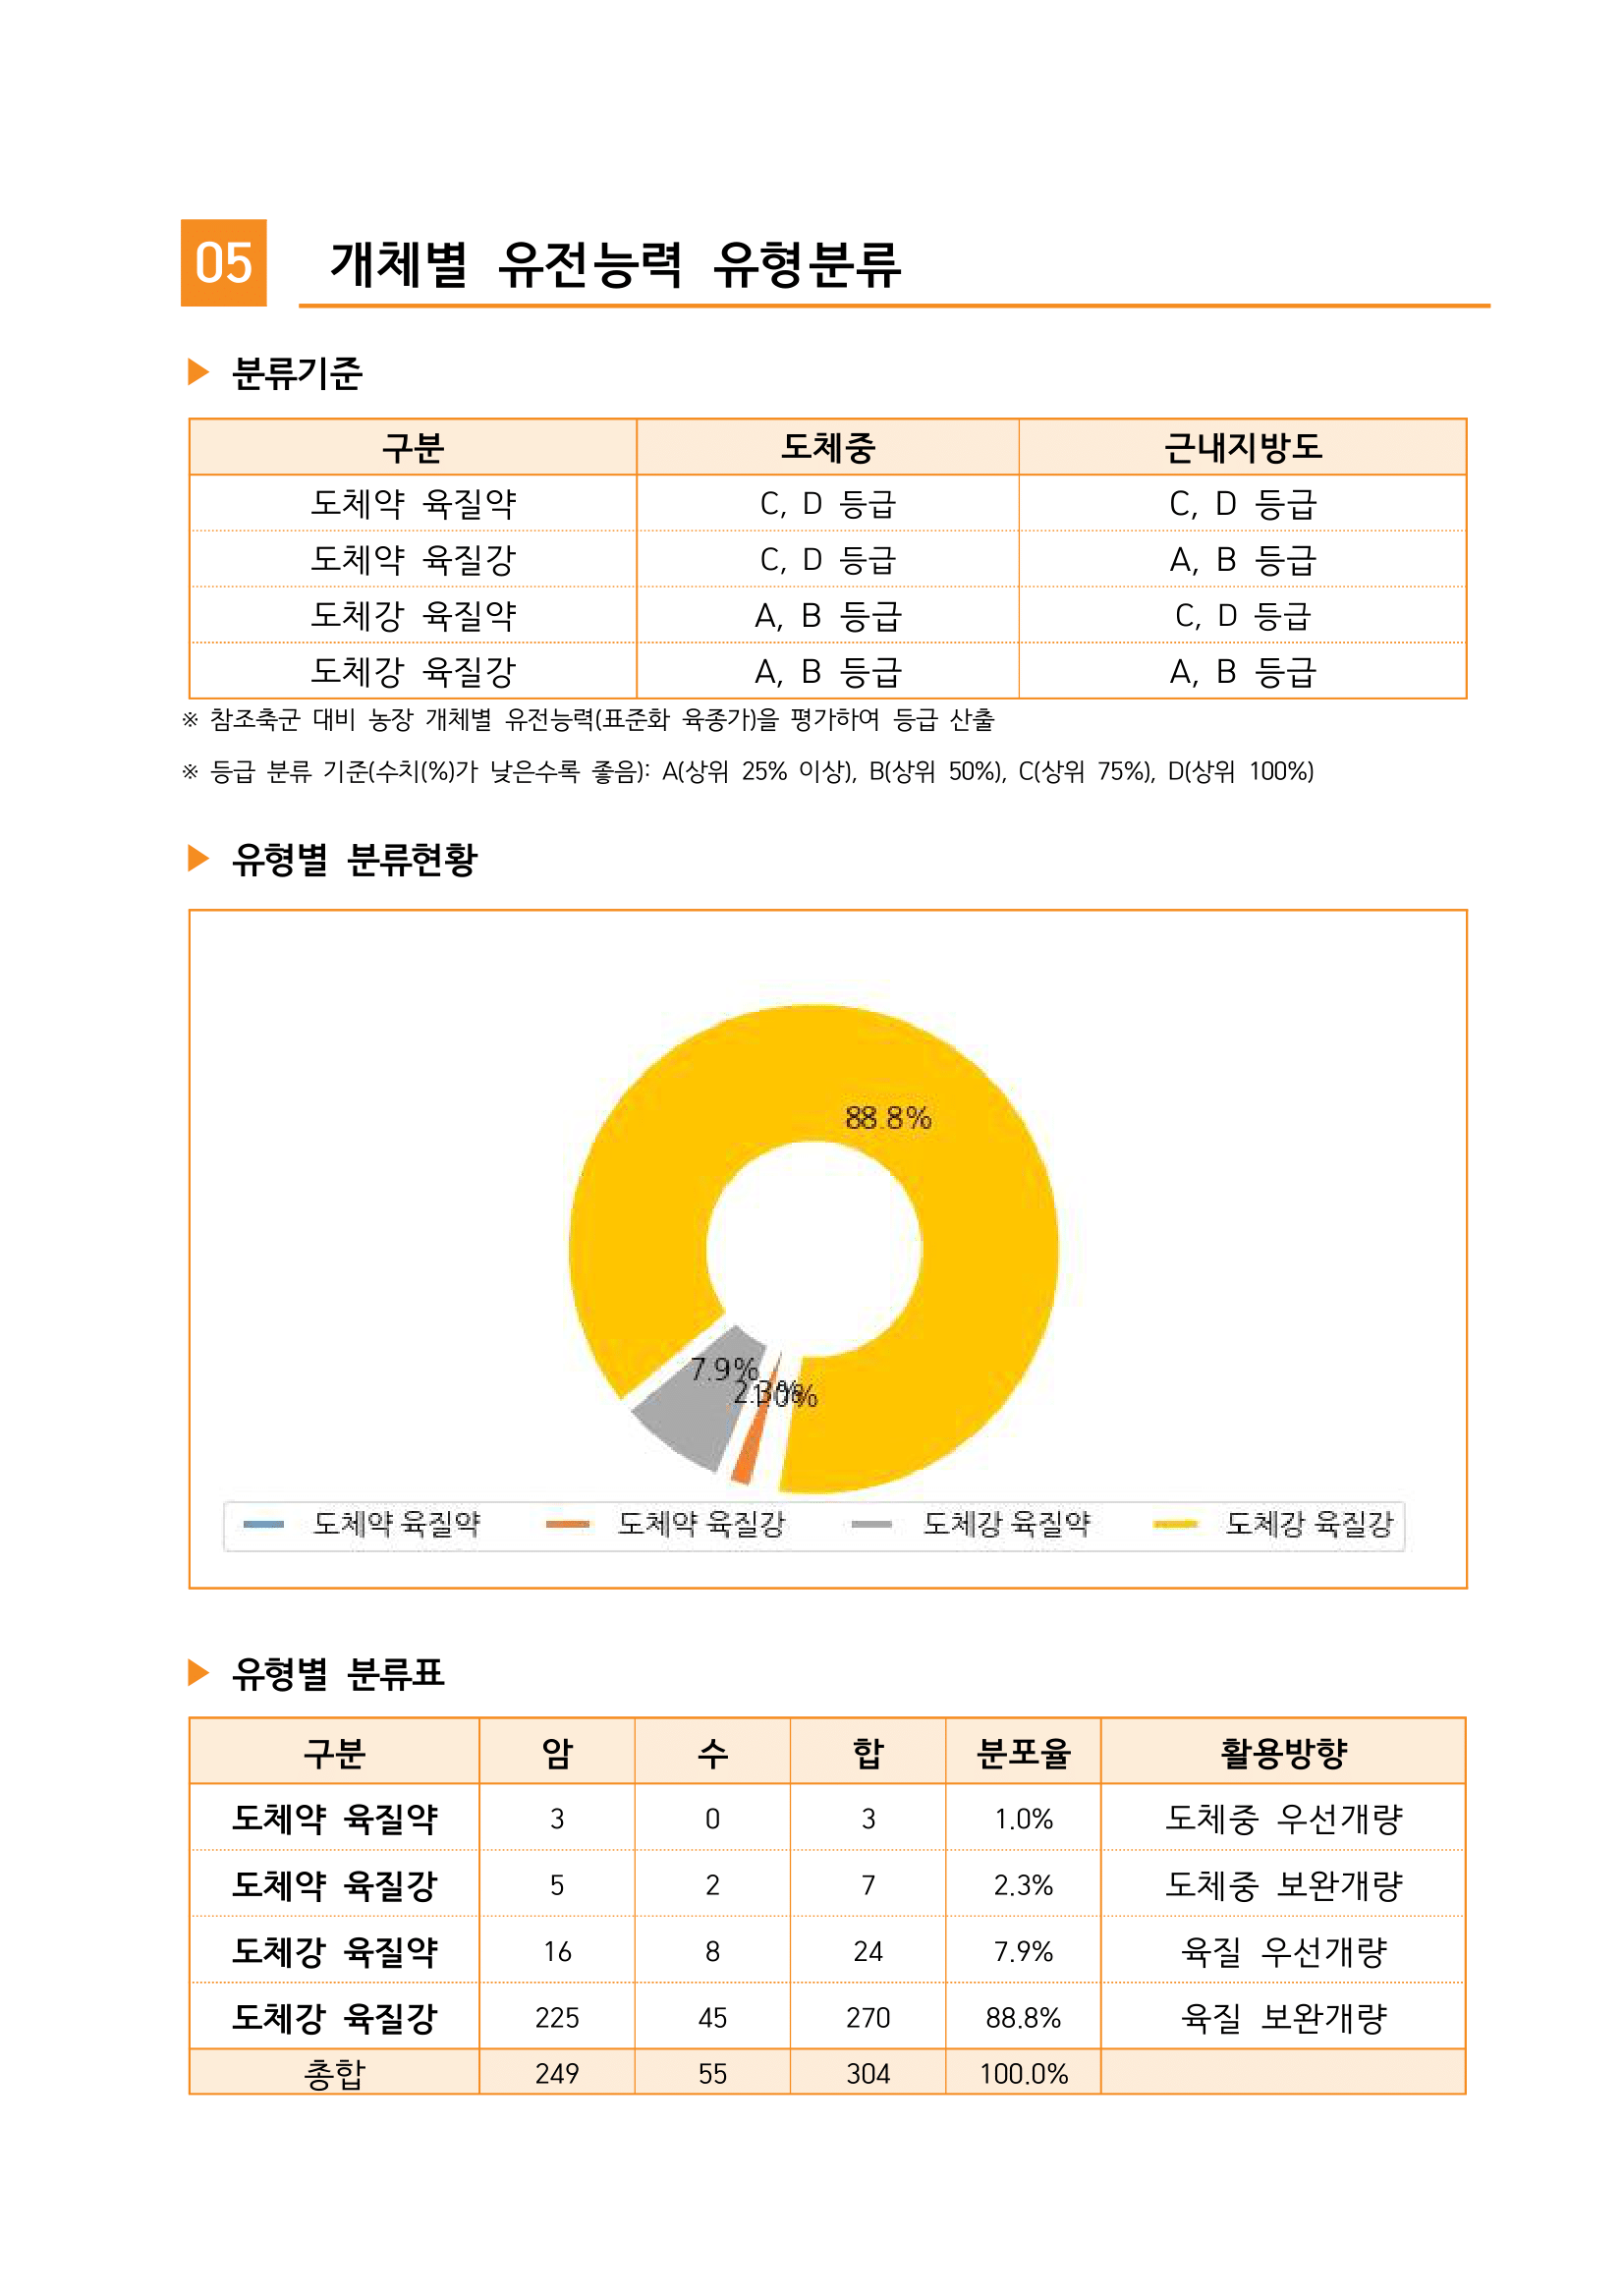 05 개체별 유전능력 유형분류
▶ 분류기준
구분 도체중 근내지방도
도체약 육질약 C, D 등급 C, D 등급
도체약 육질강 C, D 등급 A, B 등급
도체강 육질약 A, B 등급 C, D 등급
도체강 육질강 A, B 등급 A, B 등급
※ 참조축군 대비 농장 개체별 유전능력(표준화 육종가)을 평가하여 등급 산출
※ 등급 분류 기준(수치(%)가 낮은수록 좋음): A(상위 25% 이상), B(상위 50%), C(상위 75%), D(상위 100%)
▶ 유형별 분류현황
88.8%
7.9%
2.3%
1.0%
도체약 육질약 도체약 육질강 도체강 육질약 도체강 육질강
▶ 유형별 분류표
구분 암 수 합 분포율 활용방향
도체약 육질약 3 0 3 1.0% 도체중 우선개량
도체약 육질강 5 2 7 2.3% 도체중 보완개량
도체강 육질약 16 8 24 7.9% 육질 우선개량
도체강 육질강 225 45 270 88.8% 육질 보완개량
총합 249 55 304 100.0%